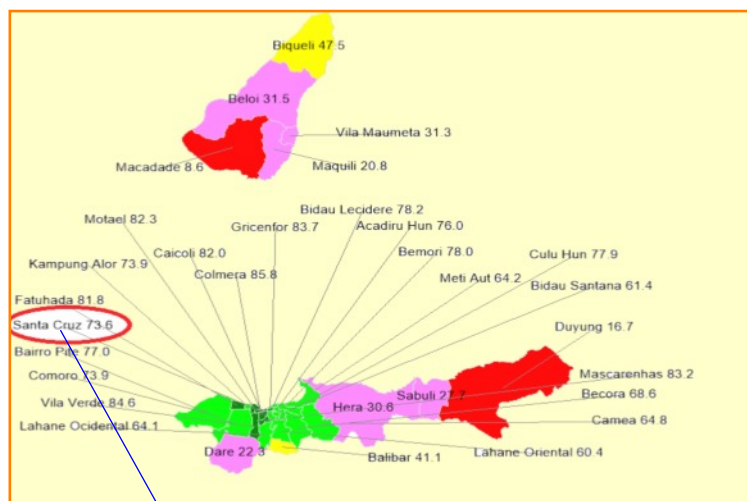 Biqueli 47.5
Beloi 31.5
Vila Maumeta 31.3
Macadade 8.6
Maquili 20.8
Bidau Lecidere 78.2
Motael 82.3
Gricenfor 83.7
Acadiru Hun 76.0
Caicoli 82.0
Bemori 78.0
Culu Hun 77.9
Kampung Alor 73.9
Colmera 85.8
Meti Aut 64.2
Bidau Santana 61.4
Fatuhada 81.8
Santa Cruz 73.6
Duyung 16.7
Bairro Pite 77.0
Mascarenhas 83.2
Comoro 73.9
Sabuli 27.7
Becora 68.6
Vila Verde 84.6
Hera 30.6
Camea 64.8
Lahane Ocidental 64.1
Dare 22.3
Balibar 41.1
Lahane Oriental 60.4